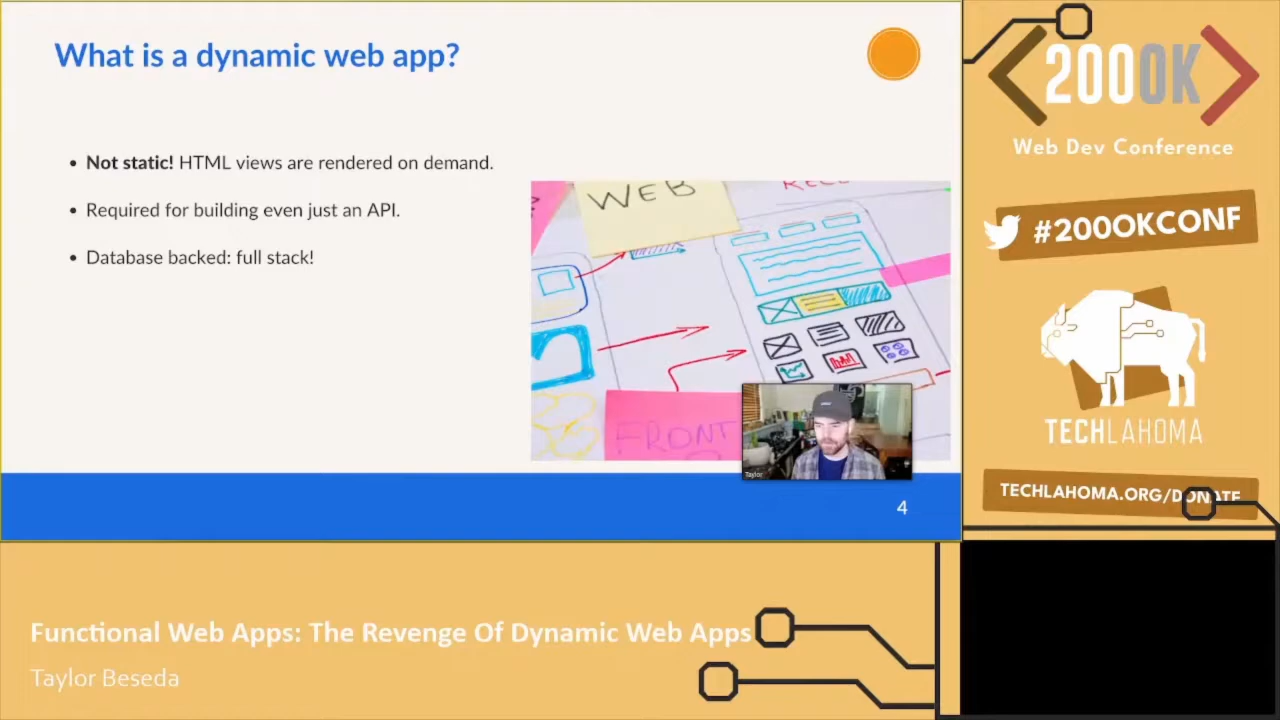 What is a dynamic web app?
Not static! HTML views are rendered on demand.
Required for building even just an API.
Database backed: full stack!
WEB
FRONT
Taylor
4
200OK
Web Dev Conference
#200OKCONF
TECHLAHOMA
TECHLAHOMA.ORG/DONATE
Functional Web Apps: The Revenge Of Dynamic Web Apps
Taylor Beseda